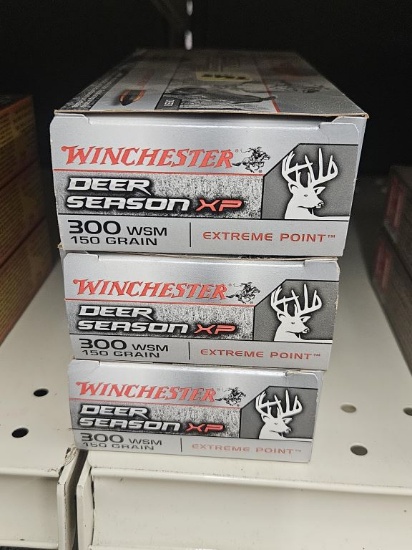 WINCHESTER
DEER
SEASON XP
300 WSM
150 GRAIN
EXTREME POINT™
WINCHESTER
DEER
SEASON XP
300 WSM
150 GRAIN
EXTREME POINT™
WINCHESTER
DEER
SEASON XP
300 WSM
150 GRAIN
EXTREME POINT™